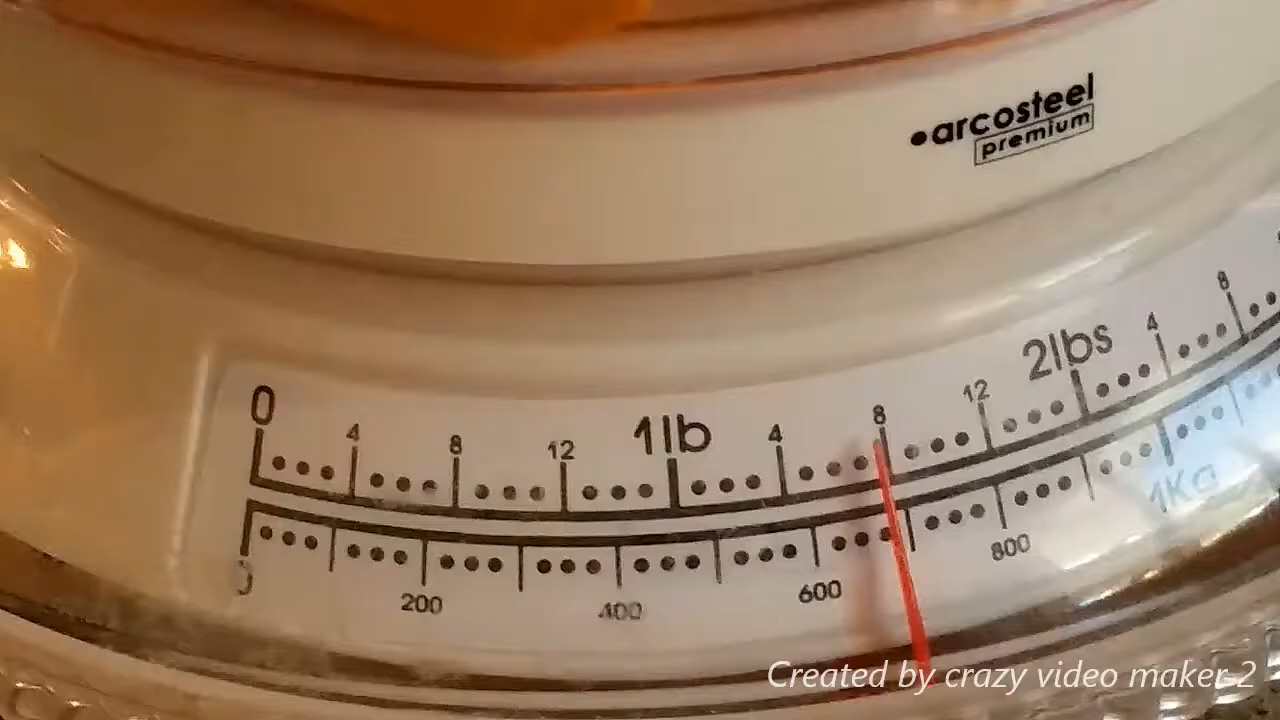 •arcosteel
premium
0 4 8 12 1lb 4 8 12 2lbs 4 8
0 200 400 600 800 1Kg
Created by crazy video maker 2